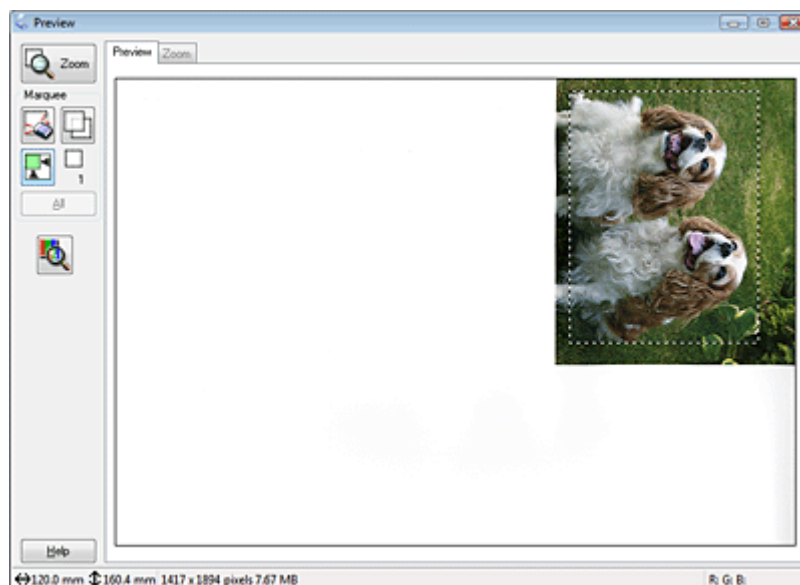 Preview
Preview Zoom
Zoom
Marquee
1
All
Help
120.0 mm 160.4 mm 1417 x 1894 pixels 7.67 MB R: G: B: